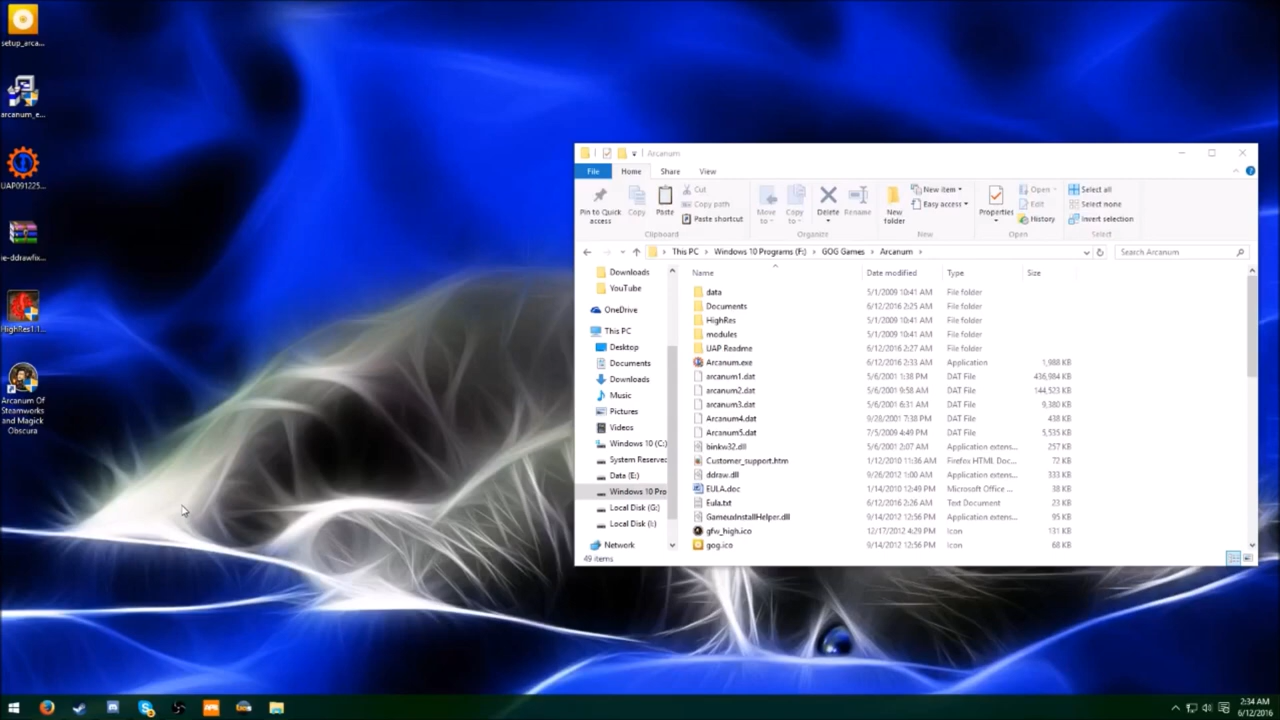 setup_arca...
arcanum_e...
UAP091225...
ie-ddrawfix...
HighRes1.1...
Arcanum Of
Steamworks
and Magick
Obscura
Arcanum
File
Home
Share
View
Pin to Quick
access
Copy
Paste
Cut
Copy path
Paste shortcut
Clipboard
Move
to
Copy
to
Delete
Rename
Organize
New
folder
New item
Easy access
New
Properties
Open
Edit
History
Open
Select all
Select none
Invert selection
Select
This PC
Windows 10 Programs (F:)
GOG Games
Arcanum
Search Arcanum
Downloads
YouTube
OneDrive
This PC
Desktop
Documents
Downloads
Music
Pictures
Videos
Windows 10 (C:)
System Reserved
Data (E:)
Windows 10 Pro
Local Disk (G:)
Local Disk (I:)
Network
Name Date modified Type Size
data 5/1/2009 10:41 AM File folder
Documents 6/12/2016 2:25 AM File folder
HighRes 5/1/2009 10:41 AM File folder
modules 5/1/2009 10:41 AM File folder
UAP Readme 6/12/2016 2:27 AM File folder
Arcanum.exe 6/12/2016 2:33 AM Application 1,988 KB
arcanum1.dat 5/6/2001 1:38 PM DAT File 436,984 KB
arcanum2.dat 5/6/2001 9:58 AM DAT File 144,523 KB
arcanum3.dat 5/6/2001 6:31 AM DAT File 9,380 KB
Arcanum4.dat 9/28/2001 7:38 PM DAT File 438 KB
Arcanum5.dat 7/5/2009 4:49 PM DAT File 5,535 KB
binkw32.dll 5/6/2001 2:07 AM Application extens... 257 KB
Customer_support.htm 1/12/2010 11:36 AM Firefox HTML Doc... 72 KB
ddraw.dll 9/26/2012 1:00 AM Application extens... 333 KB
EULA.doc 1/14/2010 12:49 PM Microsoft Office ... 38 KB
Eula.txt 6/12/2016 2:26 AM Text Document 23 KB
GameuxInstallHelper.dll 9/14/2012 12:56 PM Application extens... 95 KB
gfw_high.ico 12/17/2012 4:29 PM Icon 131 KB
gog.ico 9/14/2012 12:56 PM Icon 68 KB
49 items
2:34 AM
6/12/2016